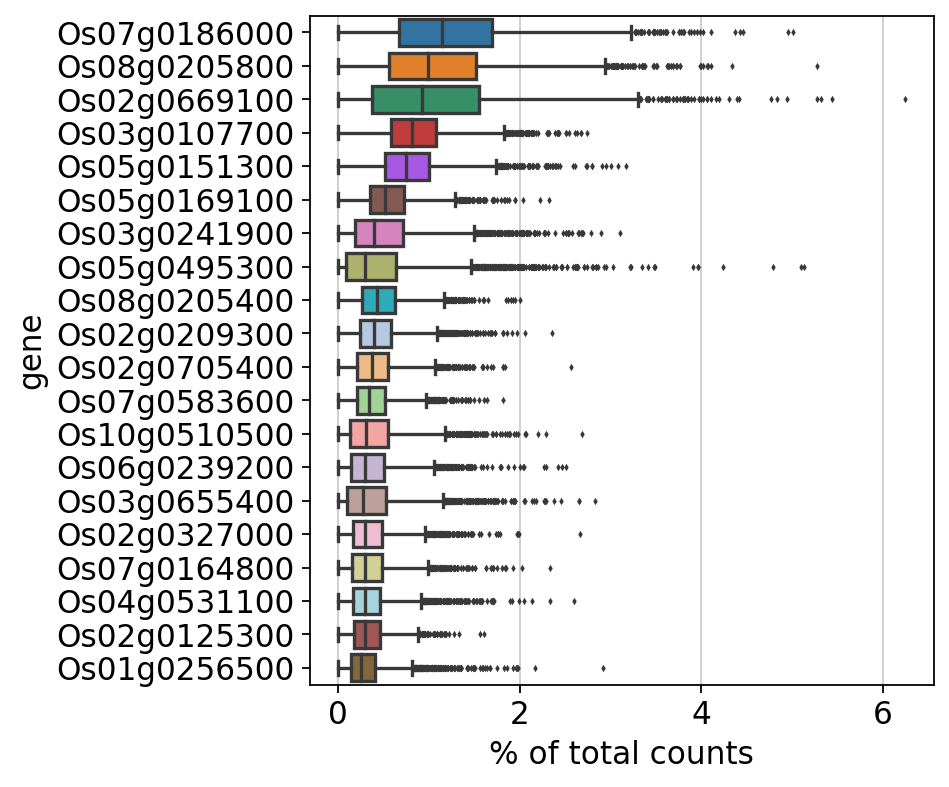 Os07g0186000
Os08g0205800
Os02g0669100
Os03g0107700
Os05g0151300
Os05g0169100
Os03g0241900
Os05g0495300
Os08g0205400
Os02g0209300
Os02g0705400
Os07g0583600
Os10g0510500
Os06g0239200
Os03g0655400
Os02g0327000
Os07g0164800
Os04g0531100
Os02g0125300
Os01g0256500
gene
0 2 4 6
% of total counts